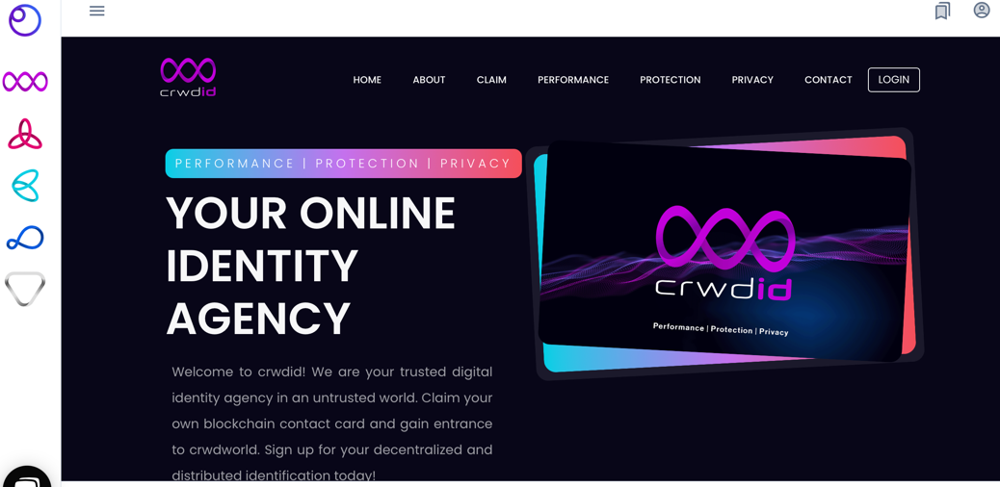 crwdid
HOME ABOUT CLAIM PERFORMANCE PROTECTION PRIVACY CONTACT LOGIN
PERFORMANCE | PROTECTION | PRIVACY
YOUR ONLINE
IDENTITY
AGENCY
Welcome to crwdid! We are your trusted digital
identity agency in an untrusted world. Claim your
own blockchain contact card and gain entrance
to crwdworld. Sign up for your decentralized and
distributed identification today!
crwdid
Performance | Protection | Privacy